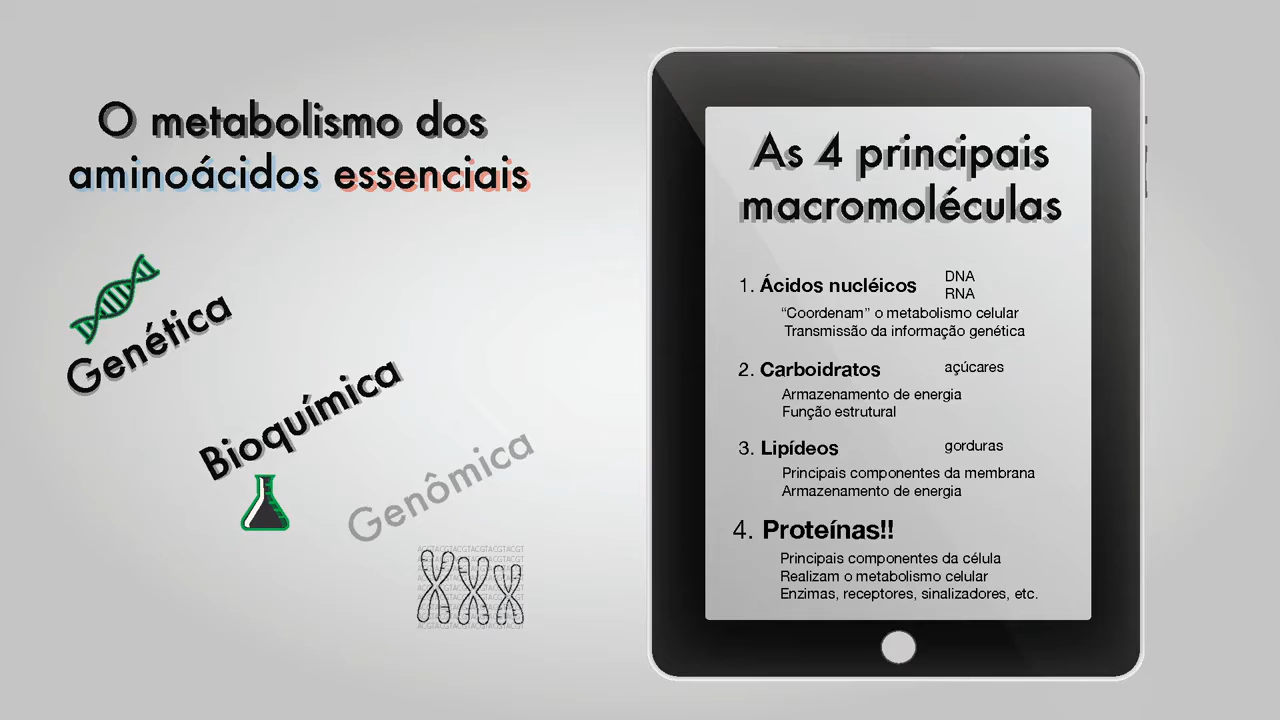 O metabolismo dos
aminoácidos essenciais
Genética
Bioquímica
Genômica
ACGTACGTACGTACGTACGT
ACGTACGTACGTACGTACGT
As 4 principais
macromoléculas
1. Ácidos nucléicos
DNA
RNA
“Coordenam” o metabolismo celular
Transmissão da informação genética
2. Carboidratos açúcares
Armazenamento de energia
Função estrutural
3. Lipídeos gorduras
Principais componentes da membrana
Armazenamento de energia
4. Proteínas!!
Principais componentes da célula
Realizam o metabolismo celular
Enzimas, receptores, sinalizadores, etc.